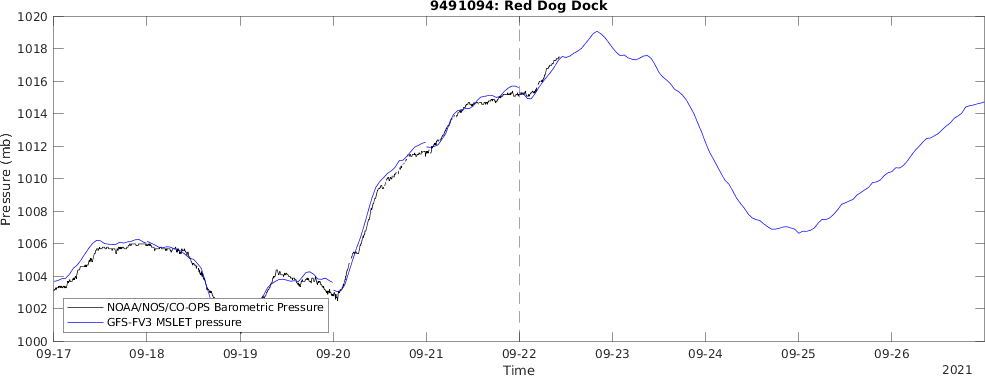 9491094: Red Dog Dock
1020
1018
1016
1014
1012
1010
1008
1006
1004
1002
1000
Pressure (mb)
NOAA/NOS/CO-OPS Barometric Pressure
GFS-FV3 MSLET pressure
09-17 09-18 09-19 09-20 09-21 09-22 09-23 09-24 09-25 09-26
Time
2021